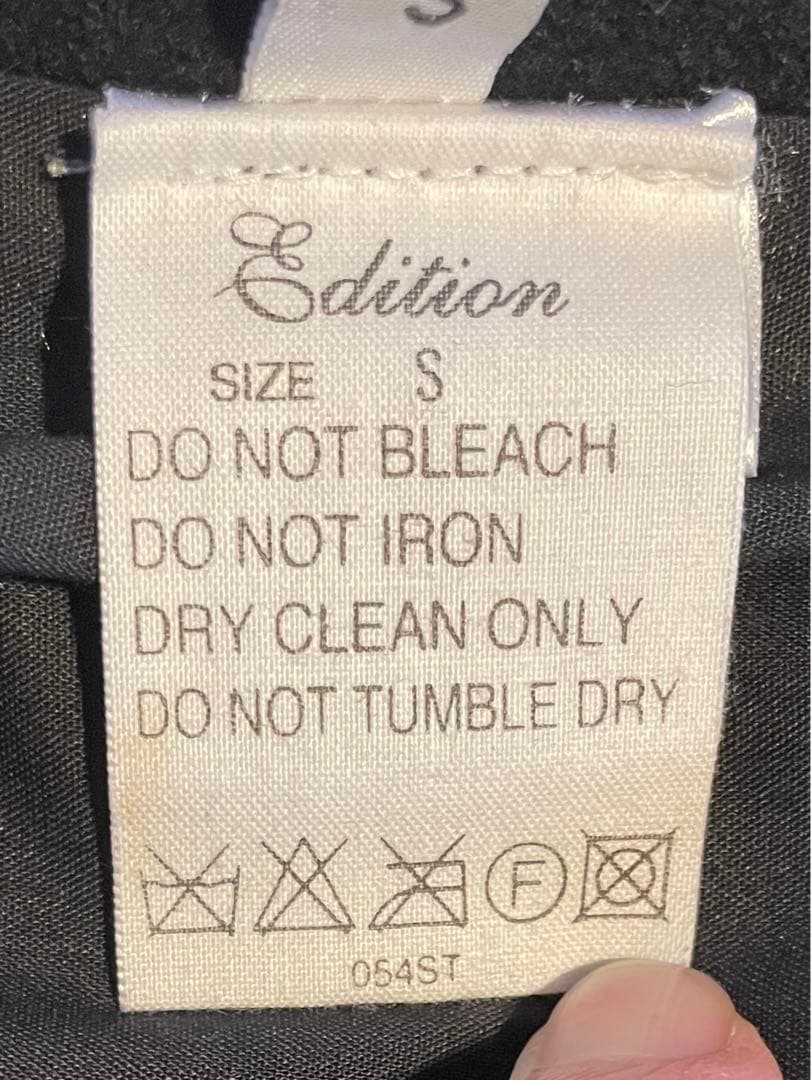 Edition
SIZE S
DO NOT BLEACH
DO NOT IRON
DRY CLEAN ONLY
DO NOT TUMBLE DRY
F
054ST